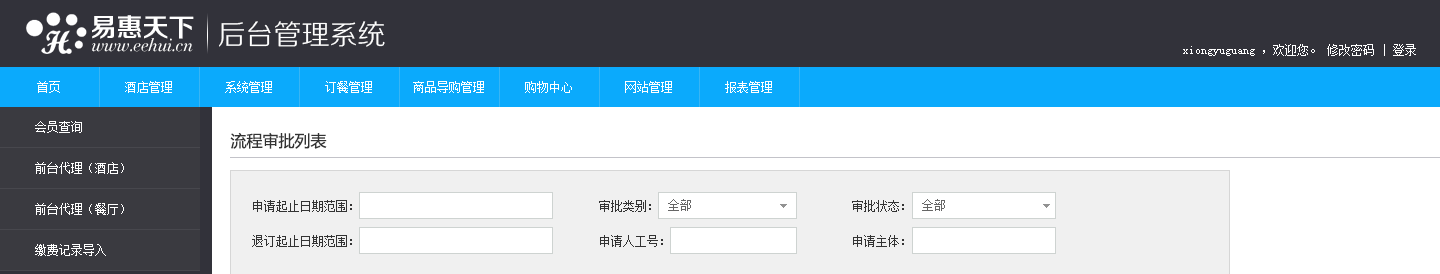 易惠天下
www.eehui.cn
后台管理系统
xiongyuguang ，欢迎您。 修改密码 | 登录
首页 酒店管理 系统管理 订餐管理 商品导购管理 购物中心 网站管理 报表管理
会员查询
前台代理（酒店）
前台代理（餐厅）
缴费记录导入
流程审批列表
申请起止日期范围： 审批类别： 全部 审批状态： 全部
退订起止日期范围： 申请人工号： 申请主体：